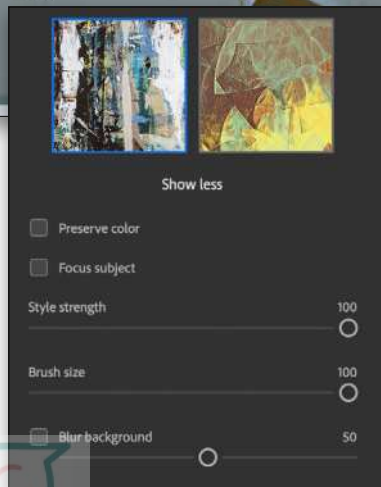 Show less
Preserve color
Focus subject
Style strength 100
Brush size 100
Blur background 50